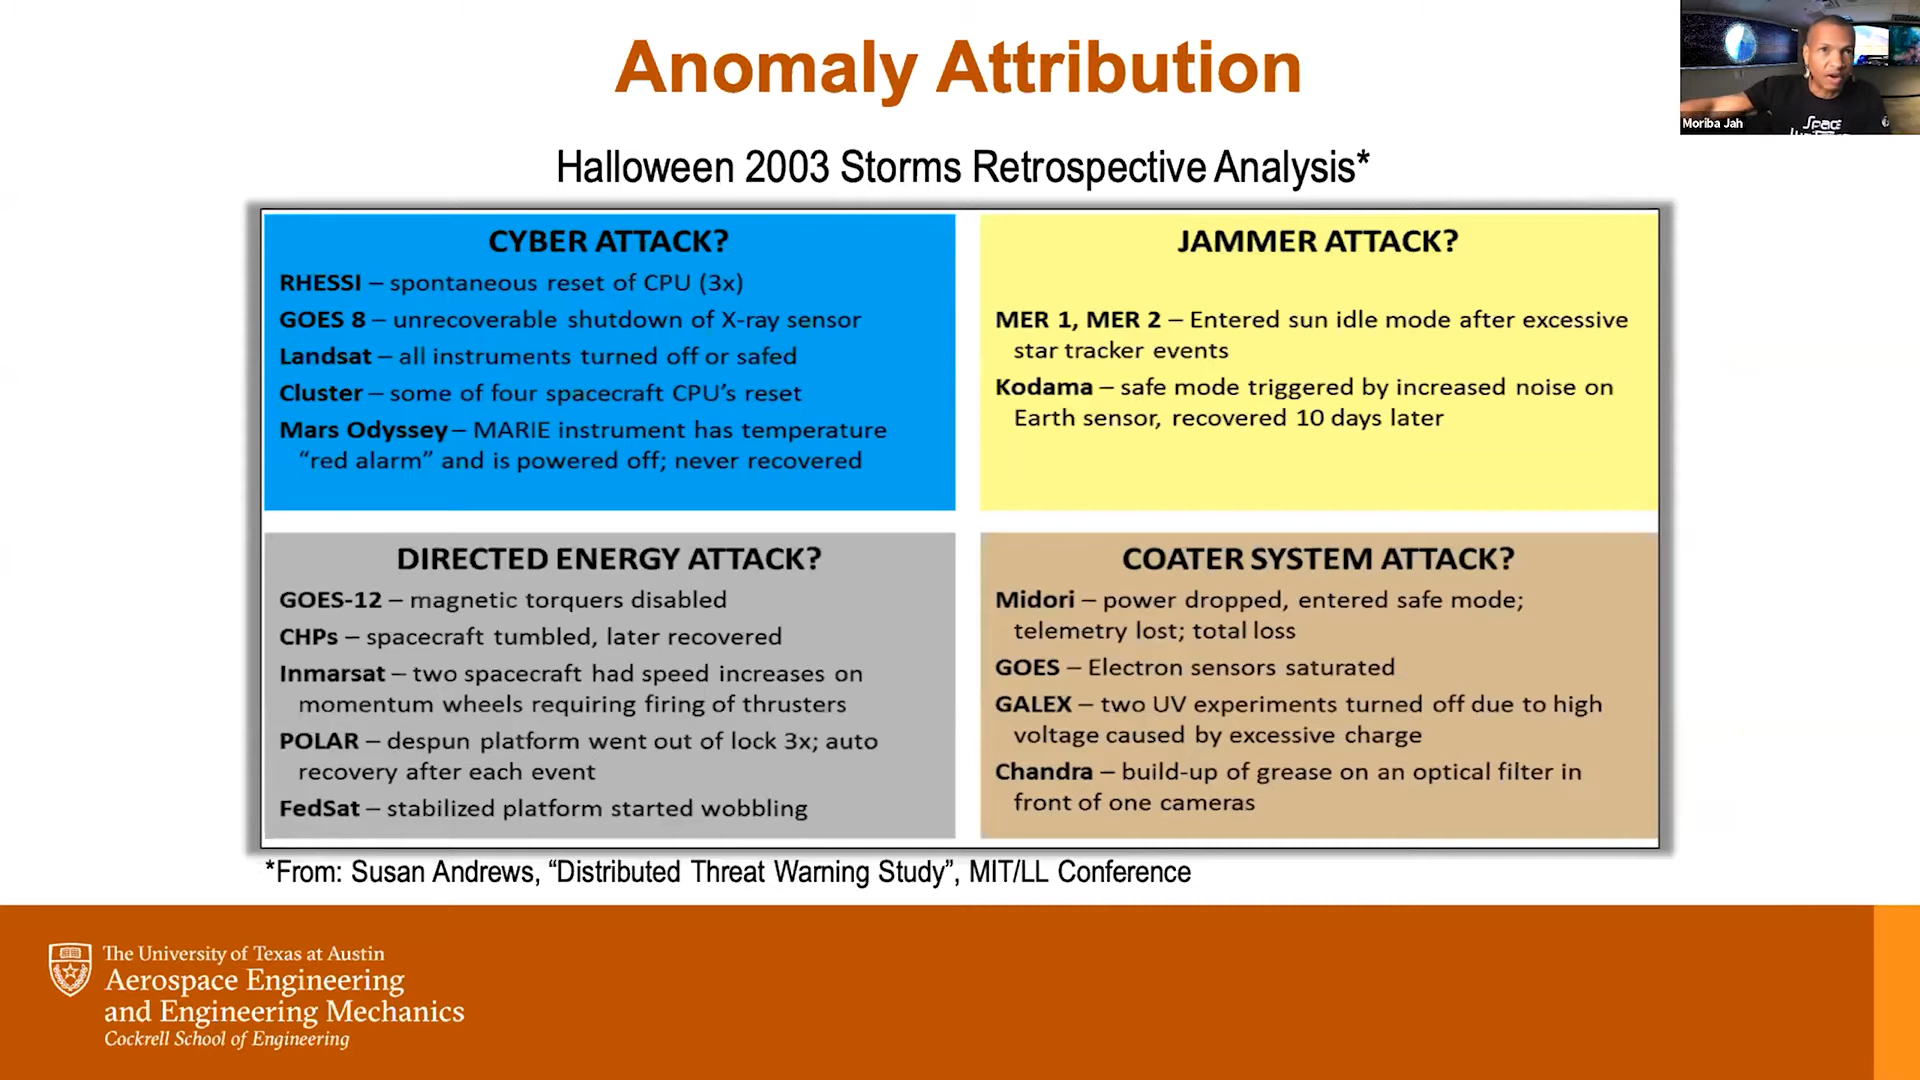 Anomaly Attribution
Halloween 2003 Storms Retrospective Analysis*
CYBER ATTACK?
RHESSI – spontaneous reset of CPU (3x)
GOES 8 – unrecoverable shutdown of X-ray sensor
Landsat – all instruments turned off or safed
Cluster – some of four spacecraft CPU's reset
Mars Odyssey – MARIE instrument has temperature
“red alarm” and is powered off; never recovered
JAMMER ATTACK?
MER 1, MER 2 – Entered sun idle mode after excessive
star tracker events
Kodama – safe mode triggered by increased noise on
Earth sensor, recovered 10 days later
DIRECTED ENERGY ATTACK?
GOES-12 – magnetic torquers disabled
CHPs – spacecraft tumbled, later recovered
Inmarsat – two spacecraft had speed increases on
momentum wheels requiring firing of thrusters
POLAR – despun platform went out of lock 3x; auto
recovery after each event
FedSat – stabilized platform started wobbling
COATER SYSTEM ATTACK?
Midori – power dropped, entered safe mode;
telemetry lost; total loss
GOES – Electron sensors saturated
GALEX – two UV experiments turned off due to high
voltage caused by excessive charge
Chandra – build-up of grease on an optical filter in
front of one cameras
*From: Susan Andrews, “Distributed Threat Warning Study”, MIT/LL Conference
The University of Texas at Austin
Aerospace Engineering
and Engineering Mechanics
Cockrell School of Engineering
Moriba Jah
Space